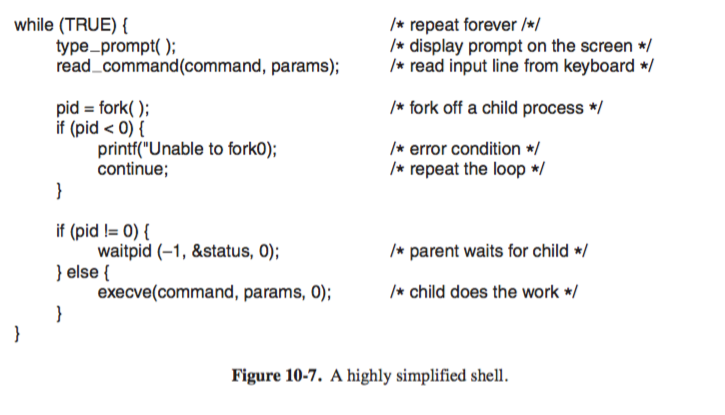 while (TRUE) { /* repeat forever /*/
type_prompt( ); /* display prompt on the screen */
read_command(command, params); /* read input line from keyboard */
pid = fork( ); /* fork off a child process */
if (pid < 0) {
printf("Unable to fork0); /* error condition */
continue; /* repeat the loop */
}
if (pid != 0) {
waitpid (−1, &status, 0); /* parent waits for child */
} else {
execve(command, params, 0); /* child does the work */
}
}
Figure 10-7. A highly simplified shell.